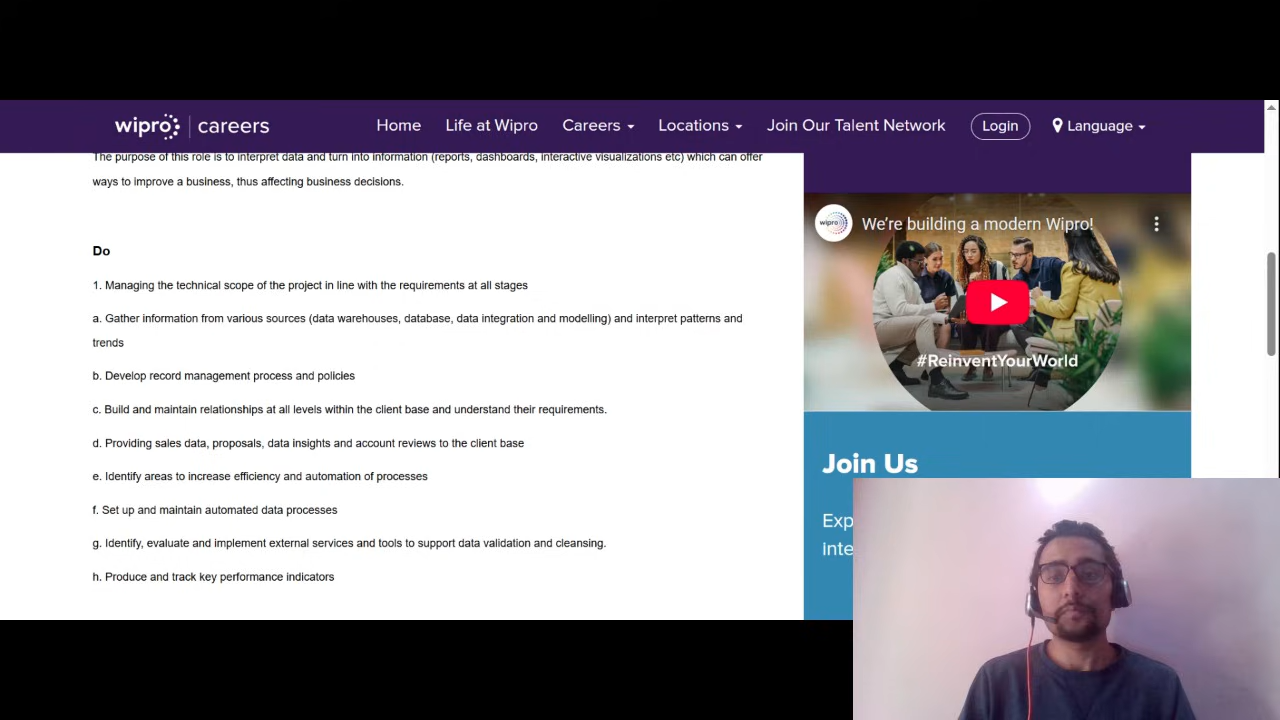 wipro | careers
Home Life at Wipro Careers Locations Join Our Talent Network Login Language
The purpose of this role is to interpret data and turn into information (reports, dashboards, interactive visualizations etc) which can offer
ways to improve a business, thus affecting business decisions.
Do
1. Managing the technical scope of the project in line with the requirements at all stages
a. Gather information from various sources (data warehouses, database, data integration and modelling) and interpret patterns and
trends
b. Develop record management process and policies
c. Build and maintain relationships at all levels within the client base and understand their requirements.
d. Providing sales data, proposals, data insights and account reviews to the client base
e. Identify areas to increase efficiency and automation of processes
f. Set up and maintain automated data processes
g. Identify, evaluate and implement external services and tools to support data validation and cleansing.
h. Produce and track key performance indicators
wipro
We’re building a modern Wipro!
#ReinventYourWorld
Join Us
Exp
inte